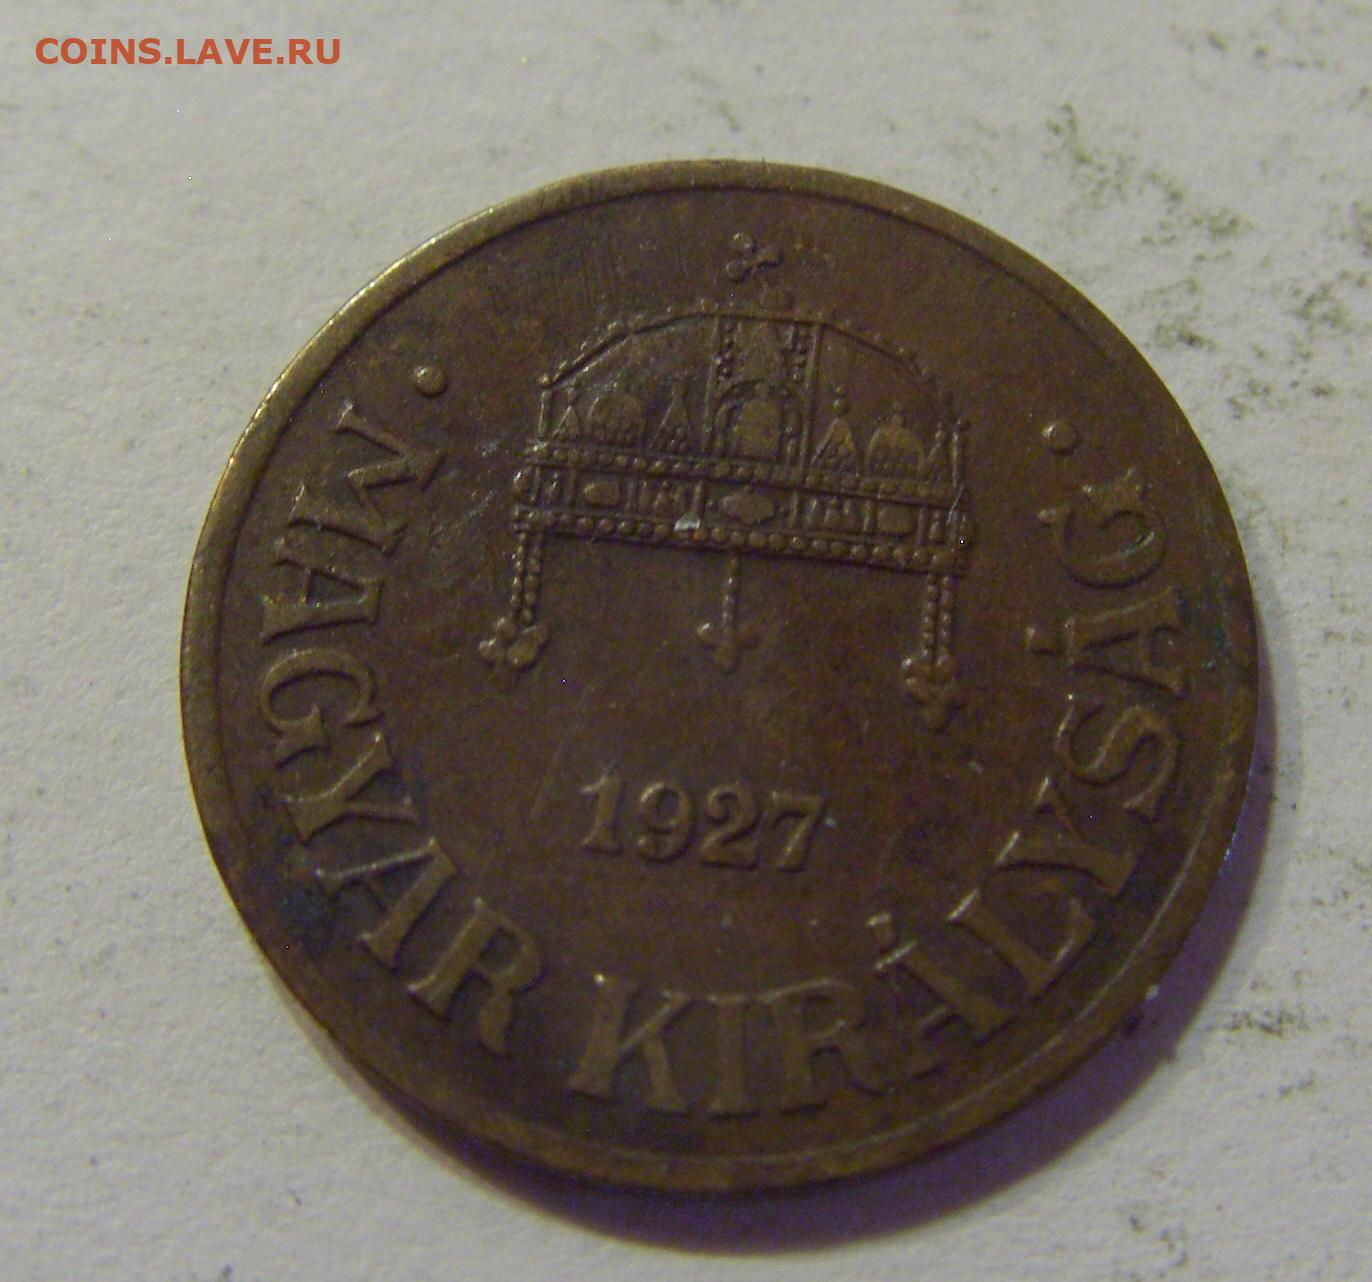 COINS.LAVE.RU
· MAGYAR KIRÁLYSÁG ·
1927